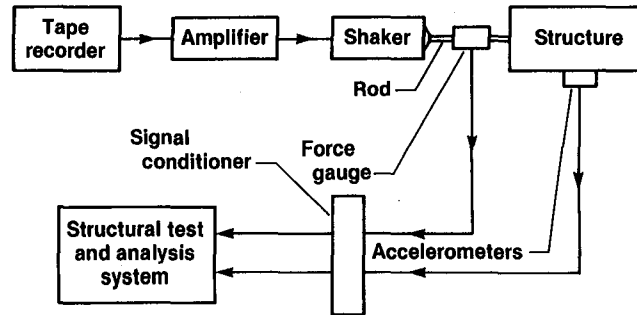 Tape
recorder
Amplifier
Shaker
Structure
Rod
Signal
conditioner
Force
gauge
Structural test
and analysis
system
Accelerometers